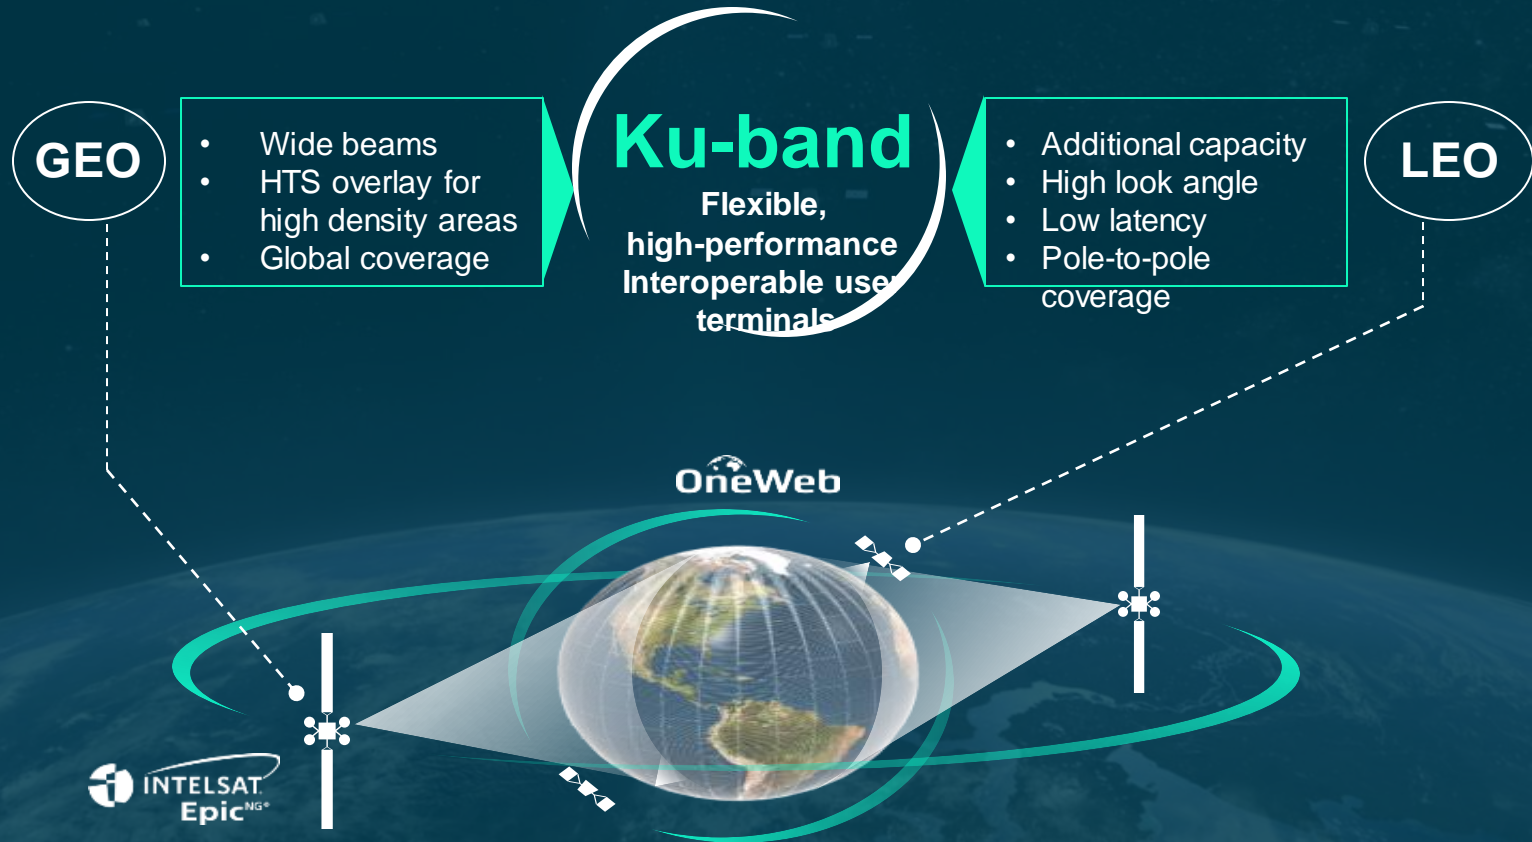 GEO
• Wide beams
• HTS overlay for
high density areas
• Global coverage
Ku-band
Flexible,
high-performance
Interoperable user
terminals
• Additional capacity
• High look angle
• Low latency
• Pole-to-pole
coverage
LEO
OneWeb
INTELSAT
Epic NG®